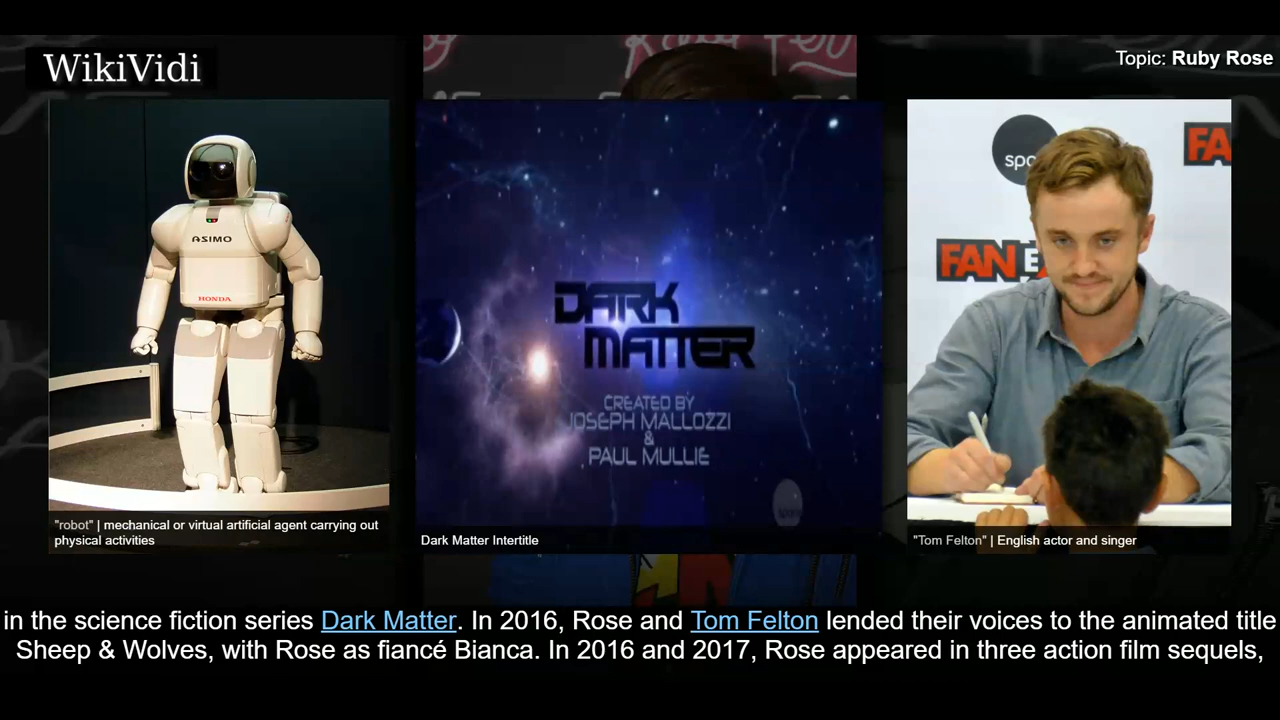 WikiVidi
Topic: Ruby Rose
ASIMO
HONDA
"robot" | mechanical or virtual artificial agent carrying out
physical activities
DARK
MATTER
CREATED BY
JOSEPH MALLOZZI
&
PAUL MULLIE
Dark Matter Intertitle
FAN
FA
"Tom Felton" | English actor and singer
in the science fiction series Dark Matter. In 2016, Rose and Tom Felton lended their voices to the animated title
Sheep & Wolves, with Rose as fiancé Bianca. In 2016 and 2017, Rose appeared in three action film sequels,